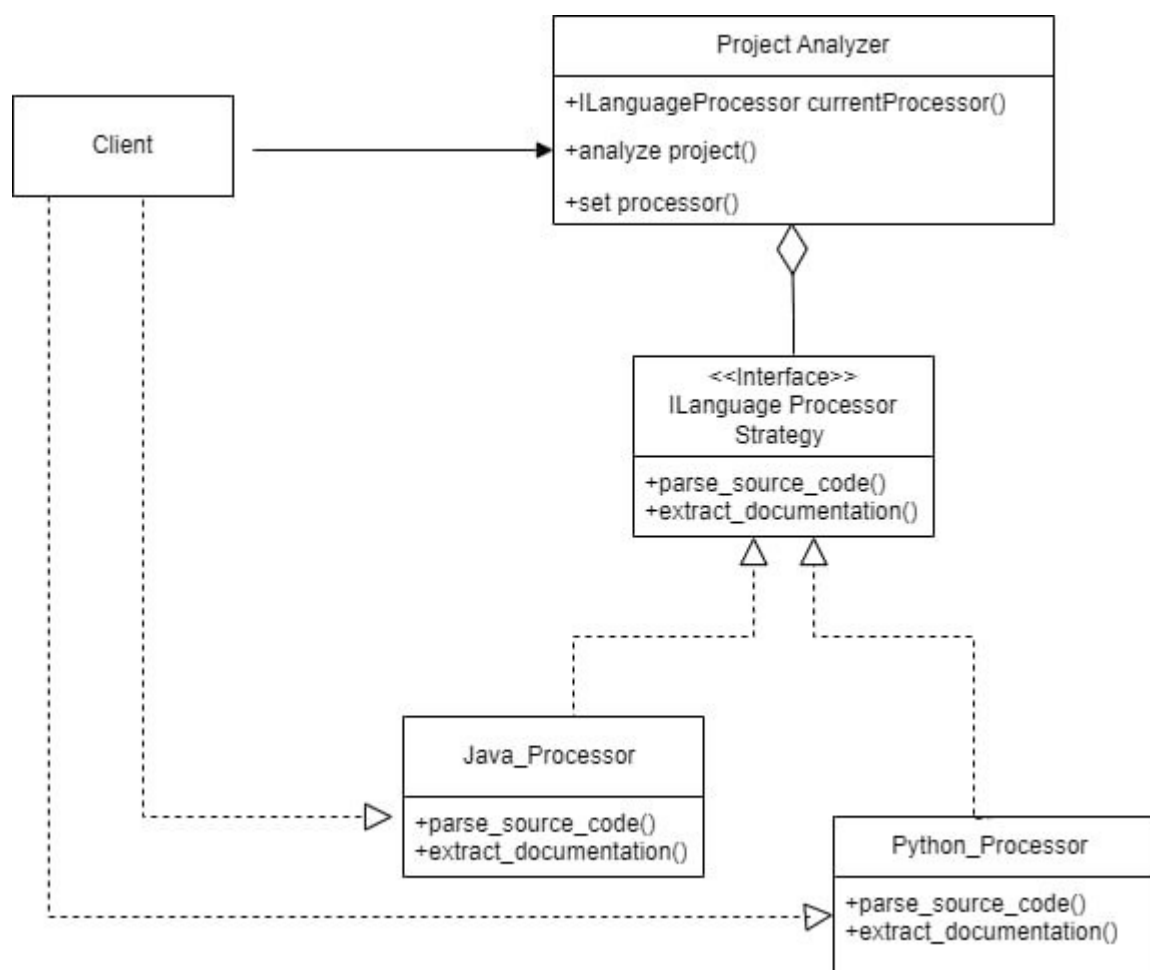 Project Analyzer
+ILanguageProcessor currentProcessor()
+analyze project()
+set processor()
Client
<<Interface>>
ILanguage Processor
Strategy
+parse_source_code()
+extract_documentation()
Java_Processor
+parse_source_code()
+extract_documentation()
Python_Processor
+parse_source_code()
+extract_documentation()